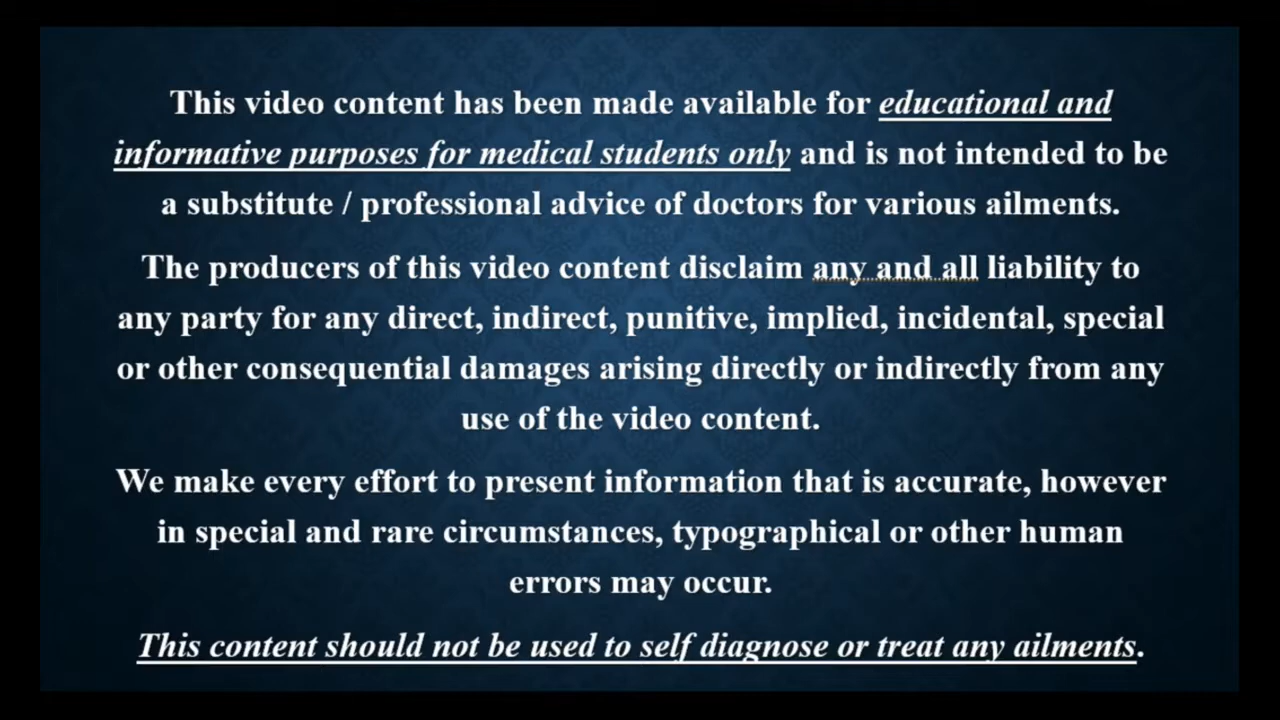 This video content has been made available for educational and
informative purposes for medical students only and is not intended to be
a substitute / professional advice of doctors for various ailments.
The producers of this video content disclaim any and all liability to
any party for any direct, indirect, punitive, implied, incidental, special
or other consequential damages arising directly or indirectly from any
use of the video content.
We make every effort to present information that is accurate, however
in special and rare circumstances, typographical or other human
errors may occur.
This content should not be used to self diagnose or treat any ailments.